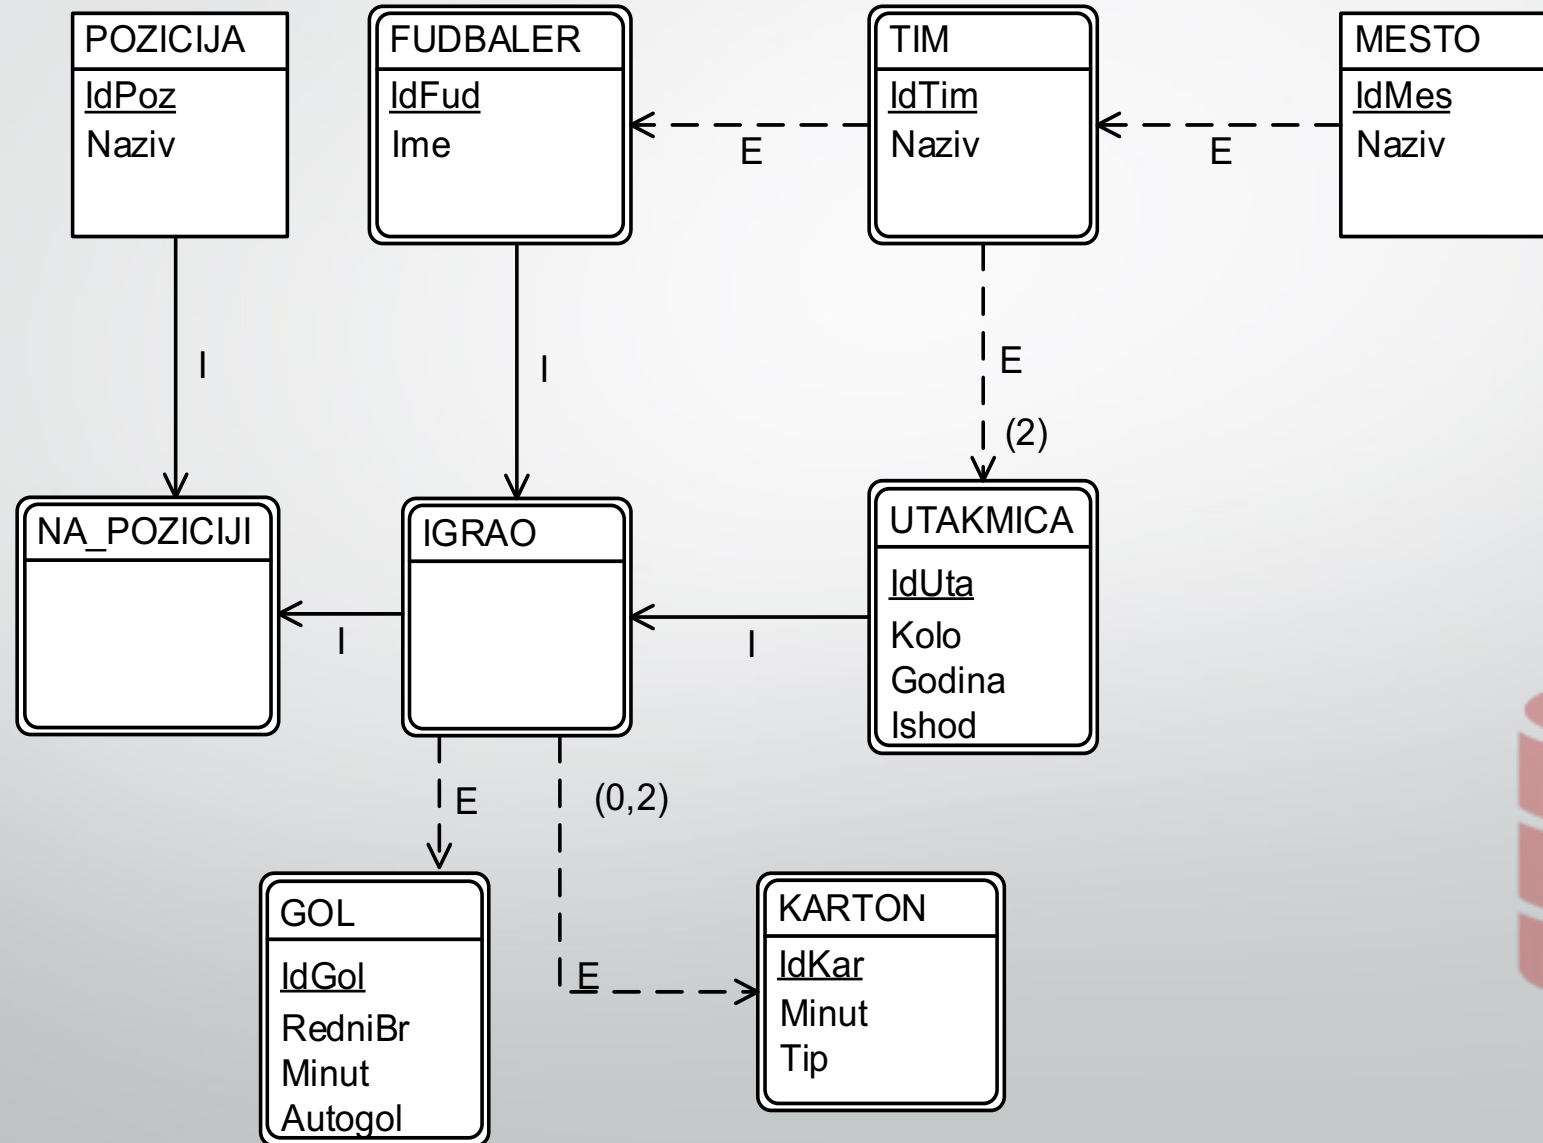 POZICIJA
IdPoz
Naziv
FUDBALER
IdFud
Ime
TIM
IdTim
Naziv
MESTO
IdMes
Naziv
E
E
I
I
E
(2)
NA_POZICIJI
IGRAO
UTAKMICA
IdUta
Kolo
Godina
Ishod
I
I
E
(0,2)
E
GOL
IdGol
RedniBr
Minut
Autogol
KARTON
IdKar
Minut
Tip